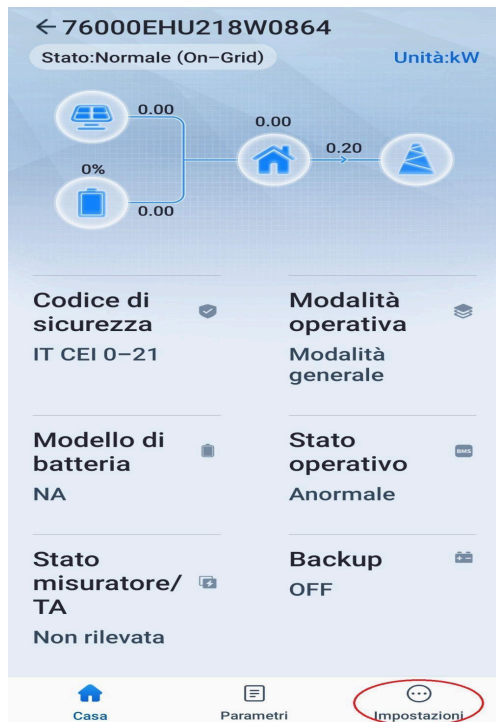 ←76000EHU218W0864
Stato:Normale (On-Grid)
Unità:kW
0.00
0.00
0.20
0%
0.00
Codice di
sicurezza
IT CEI 0-21
Modalità
operativa
Modalità
generale
Modello di
batteria
NA
Stato
operativo
BMS
Anormale
Stato
misuratore/
TA
Non rilevata
Backup
OFF
Casa
Parametri
Impostazioni